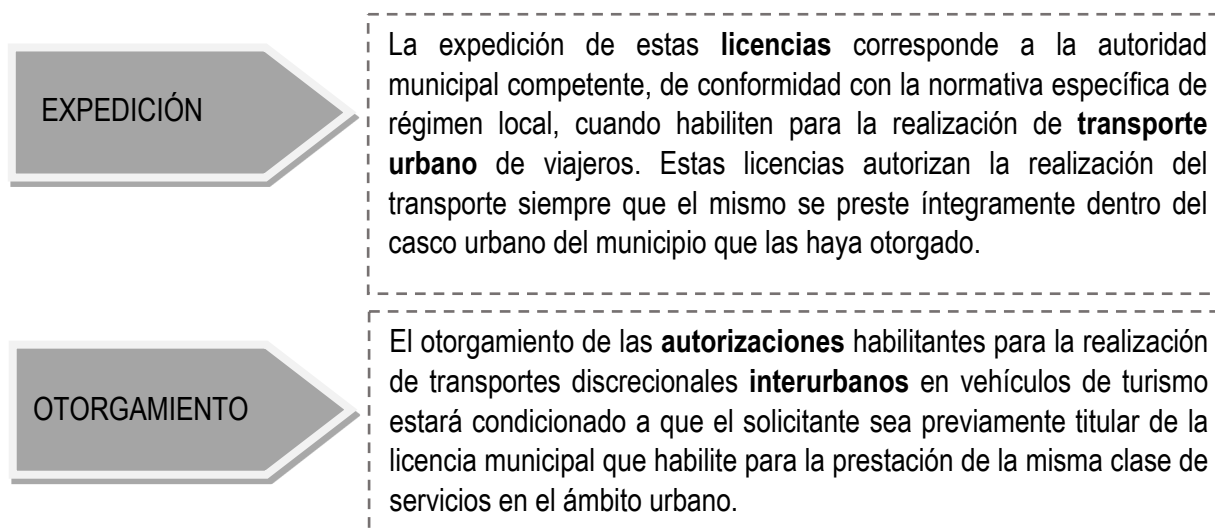 EXPEDICIÓN
La expedición de estas licencias corresponde a la autoridad
municipal competente, de conformidad con la normativa específica de
régimen local, cuando habiliten para la realización de transporte
urbano de viajeros. Estas licencias autorizan la realización del
transporte siempre que el mismo se preste íntegramente dentro del
casco urbano del municipio que las haya otorgado.
OTORGAMIENTO
El otorgamiento de las autorizaciones habilitantes para la realización
de transportes discrecionales interurbanos en vehículos de turismo
estará condicionado a que el solicitante sea previamente titular de la
licencia municipal que habilite para la prestación de la misma clase de
servicios en el ámbito urbano.